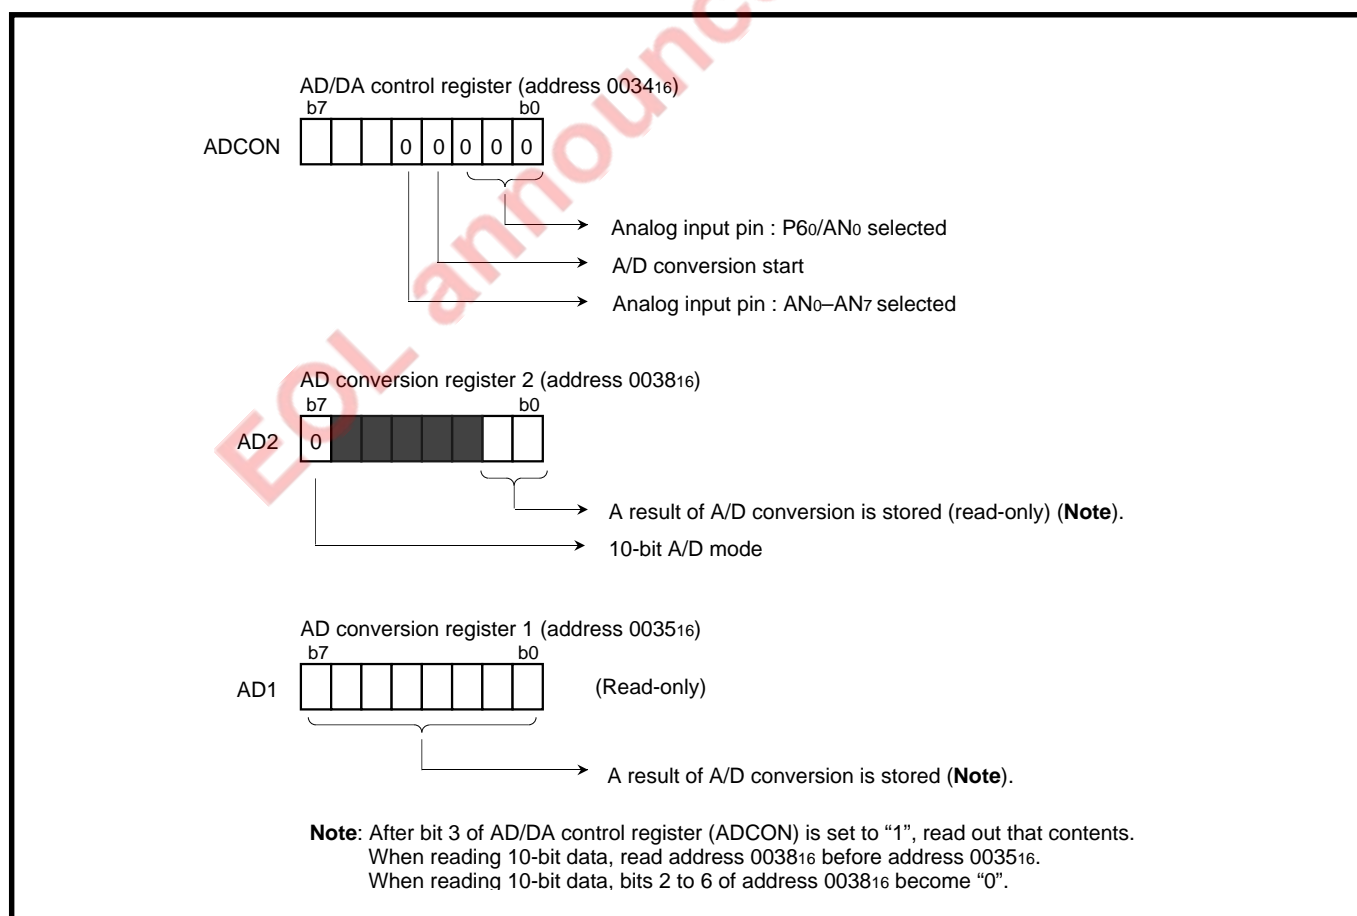 AD/DA control register (address 003416)
b7 b0
ADCON 0 0 0 0 0
Analog input pin : P60/AN0 selected
A/D conversion start
Analog input pin : AN0–AN7 selected
AD conversion register 2 (address 003816)
b7 b0
AD2 0
A result of A/D conversion is stored (read-only) (Note).
10-bit A/D mode
AD conversion register 1 (address 003516)
b7 b0
AD1 (Read-only)
A result of A/D conversion is stored (Note).
Note: After bit 3 of AD/DA control register (ADCON) is set to “1”, read out that contents.
When reading 10-bit data, read address 003816 before address 003516.
When reading 10-bit data, bits 2 to 6 of address 003816 become “0”.
EOL announc